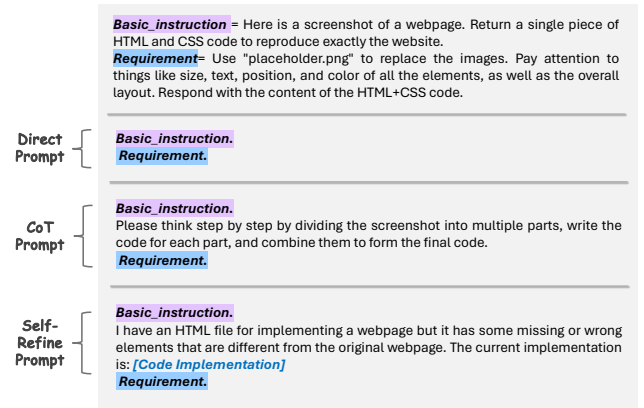 Basic_instruction = Here is a screenshot of a webpage. Return a single piece of
HTML and CSS code to reproduce exactly the website.
Requirement= Use "placeholder.png" to replace the images. Pay attention to
things like size, text, position, and color of all the elements, as well as the overall
layout. Respond with the content of the HTML+CSS code.
Direct
Prompt
Basic_instruction.
Requirement.
CoT
Prompt
Basic_instruction.
Please think step by step by dividing the screenshot into multiple parts, write the
code for each part, and combine them to form the final code.
Requirement.
Self-
Refine
Prompt
Basic_instruction.
I have an HTML file for implementing a webpage but it has some missing or wrong
elements that are different from the original webpage. The current implementation
is: [Code Implementation]
Requirement.